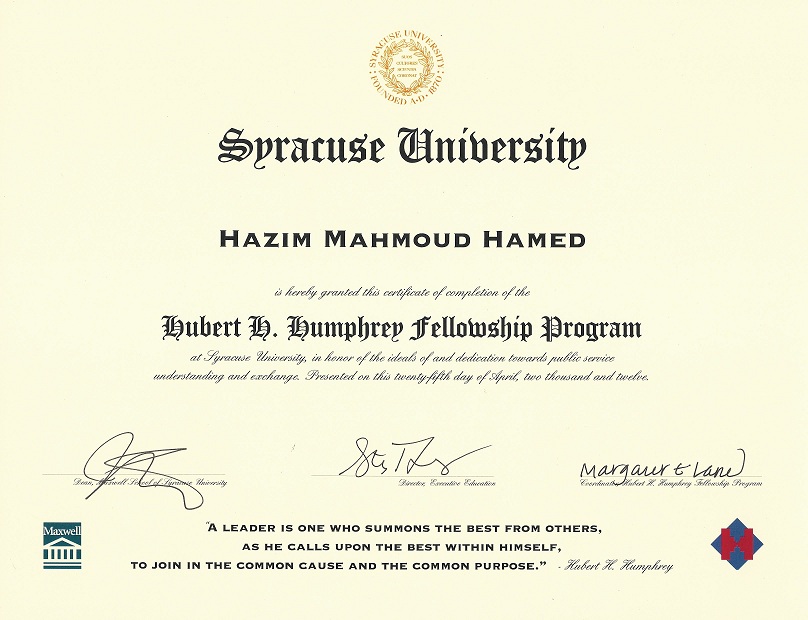 SYRACUSE UNIVERSITY
FOUNDED A·D·1870
SUOS
CULTORES
SCIENTIA
CORONAT
Syracuse University
HAZIM MAHMOUD HAMED
is hereby granted this certificate of completion of the
Hubert H. Humphrey Fellowship Program
at Syracuse University, in honor of the ideals of and dedication towards public service
understanding and exchange. Presented on this twenty-fifth day of April, two thousand and twelve.
Margaret E Lane
Dean, Maxwell School of Syracuse University
Director, Executive Education
Coordinator, Hubert H. Humphrey Fellowship Program
Maxwell
"A LEADER IS ONE WHO SUMMONS THE BEST FROM OTHERS,
AS HE CALLS UPON THE BEST WITHIN HIMSELF,
TO JOIN IN THE COMMON CAUSE AND THE COMMON PURPOSE." - Hubert H. Humphrey
H